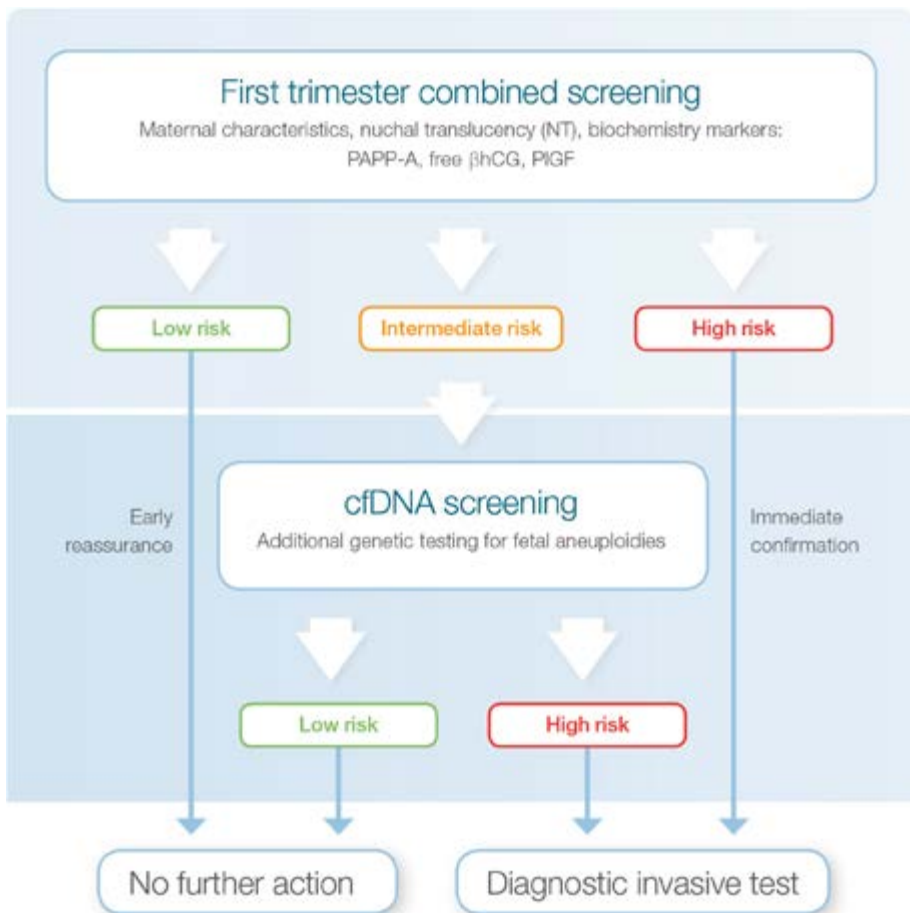 First trimester combined screening
Maternal characteristics, nuchal translucency (NT), biochemistry markers:
PAPP-A, free βhCG, PlGF
Low risk
Intermediate risk
High risk
Early
reassurance
cfDNA screening
Additional genetic testing for fetal aneuploidies
Immediate
confirmation
Low risk
High risk
No further action
Diagnostic invasive test